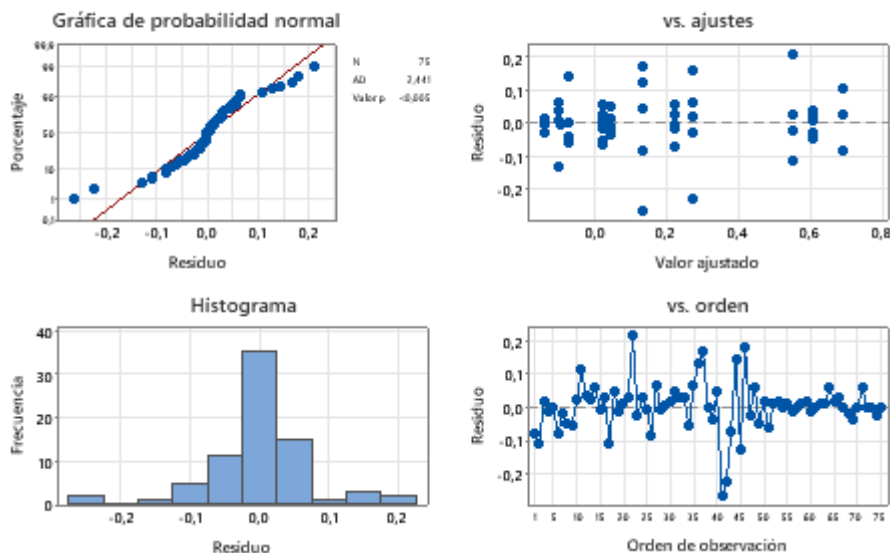 Gráfica de probabilidad normal
99,9
99
90
50
10
1
0,1
Porcentaje
-0,2 -0,1 0,0 0,1 0,2
Residuo
N 75
AD 2,441
Valor p <0,005
vs. ajustes
0,2
0,1
0,0
-0,1
-0,2
Residuo
0,0 0,2 0,4 0,6 0,8
Valor ajustado
Histograma
40
30
20
10
0
Frecuencia
-0,2 -0,1 0,0 0,1 0,2
Residuo
vs. orden
0,2
0,1
0,0
-0,1
-0,2
Residuo
1 5 10 15 20 25 30 35 40 45 50 55 60 65 70 75
Orden de observación